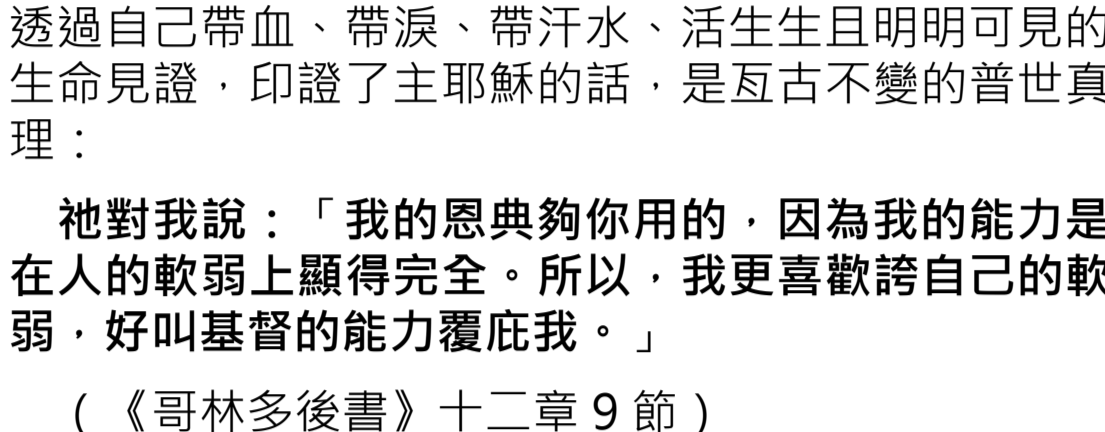 透過自己帶血、帶淚、帶汗水、活生生且明明可見的
生命見證，印證了主耶穌的話，是亙古不變的普世真
理：
祂對我說：「我的恩典夠你用的，因為我的能力是
在人的軟弱上顯得完全。所以，我更喜歡誇自己的軟
弱，好叫基督的能力覆庇我。」
（《哥林多後書》十二章 9 節）